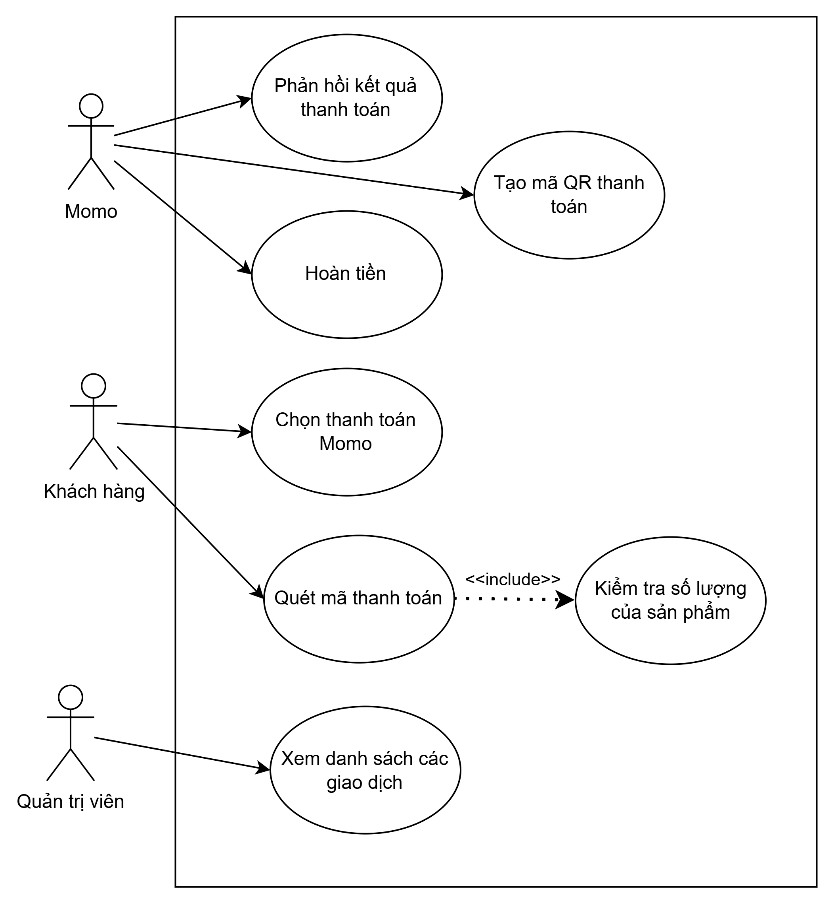 Phản hồi kết quả
thanh toán
Momo
Tạo mã QR thanh
toán
Hoàn tiền
Chọn thanh toán
Momo
Khách hàng
Quét mã thanh toán
<<include>>
Kiểm tra số lượng
của sản phẩm
Xem danh sách các
giao dịch
Quản trị viên